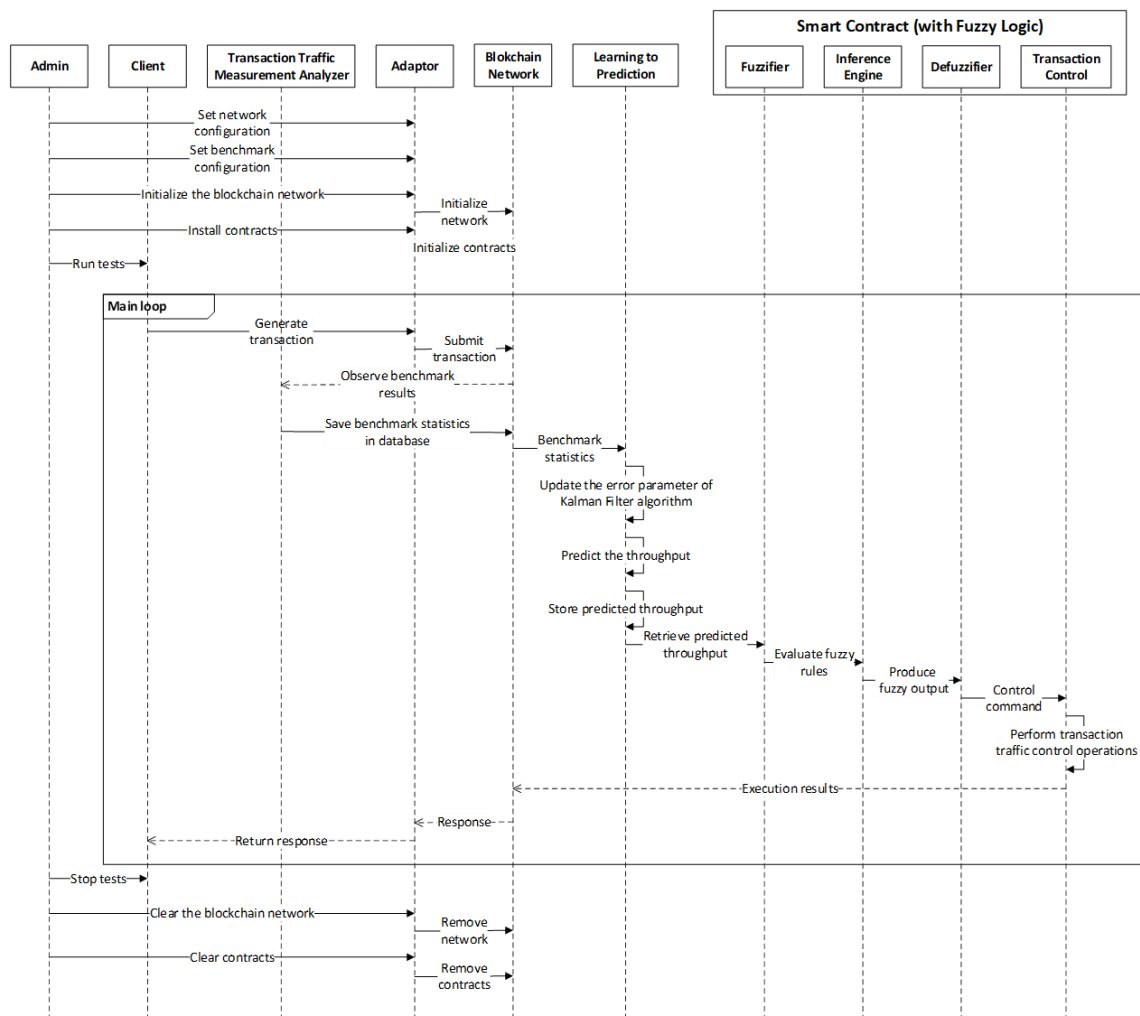 Smart Contract (with Fuzzy Logic)
Admin
Client
Transaction Traffic
Measurement Analyzer
Adaptor
Blokchain
Network
Learning to
Prediction
Fuzzifier
Inference
Engine
Defuzzifier
Transaction
Control
Set network
configuration
Set benchmark
configuration
Initialize the blockchain network
Initialize
network
Install contracts
Initialize contracts
Run tests
Main loop
Generate
transaction
Submit
transaction
Observe benchmark
results
Save benchmark statistics
in database
Benchmark
statistics
Update the error parameter of
Kalman Filter algorithm
Predict the throughput
Store predicted throughput
Retrieve predicted
throughput
Evaluate fuzzy
rules
Produce
fuzzy output
Control
command
Perform transaction
traffic control operations
Execution results
Response
Return response
Stop tests
Clear the blockchain network
Remove
network
Clear contracts
Remove
contracts